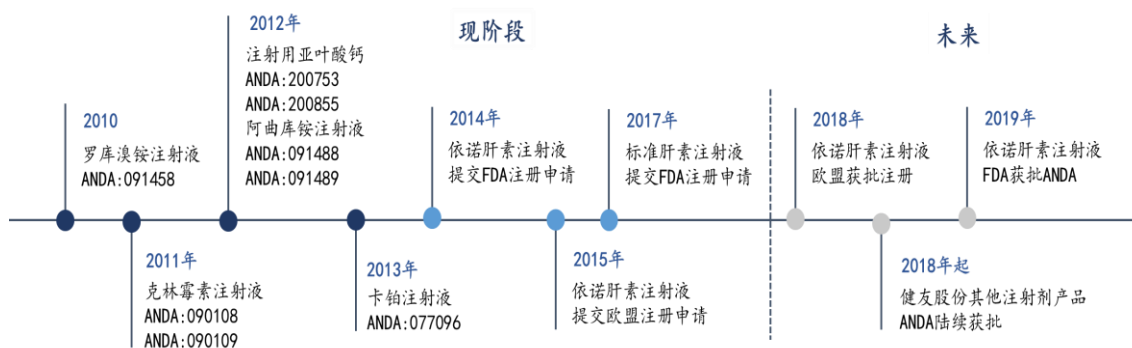 现阶段
未来
2010
罗库溴铵注射液
ANDA:091458
2011年
克林霉素注射液
ANDA:090108
ANDA:090109
2012年
注射用亚叶酸钙
ANDA:200753
ANDA:200855
阿曲库铵注射液
ANDA:091488
ANDA:091489
2013年
卡铂注射液
ANDA:077096
2014年
依诺肝素注射液
提交FDA注册申请
2015年
依诺肝素注射液
提交欧盟注册申请
2017年
标准肝素注射液
提交FDA注册申请
2018年
依诺肝素注射液
欧盟获批注册
2018年起
健友股份其他注射剂产品
ANDA陆续获批
2019年
依诺肝素注射液
FDA获批ANDA